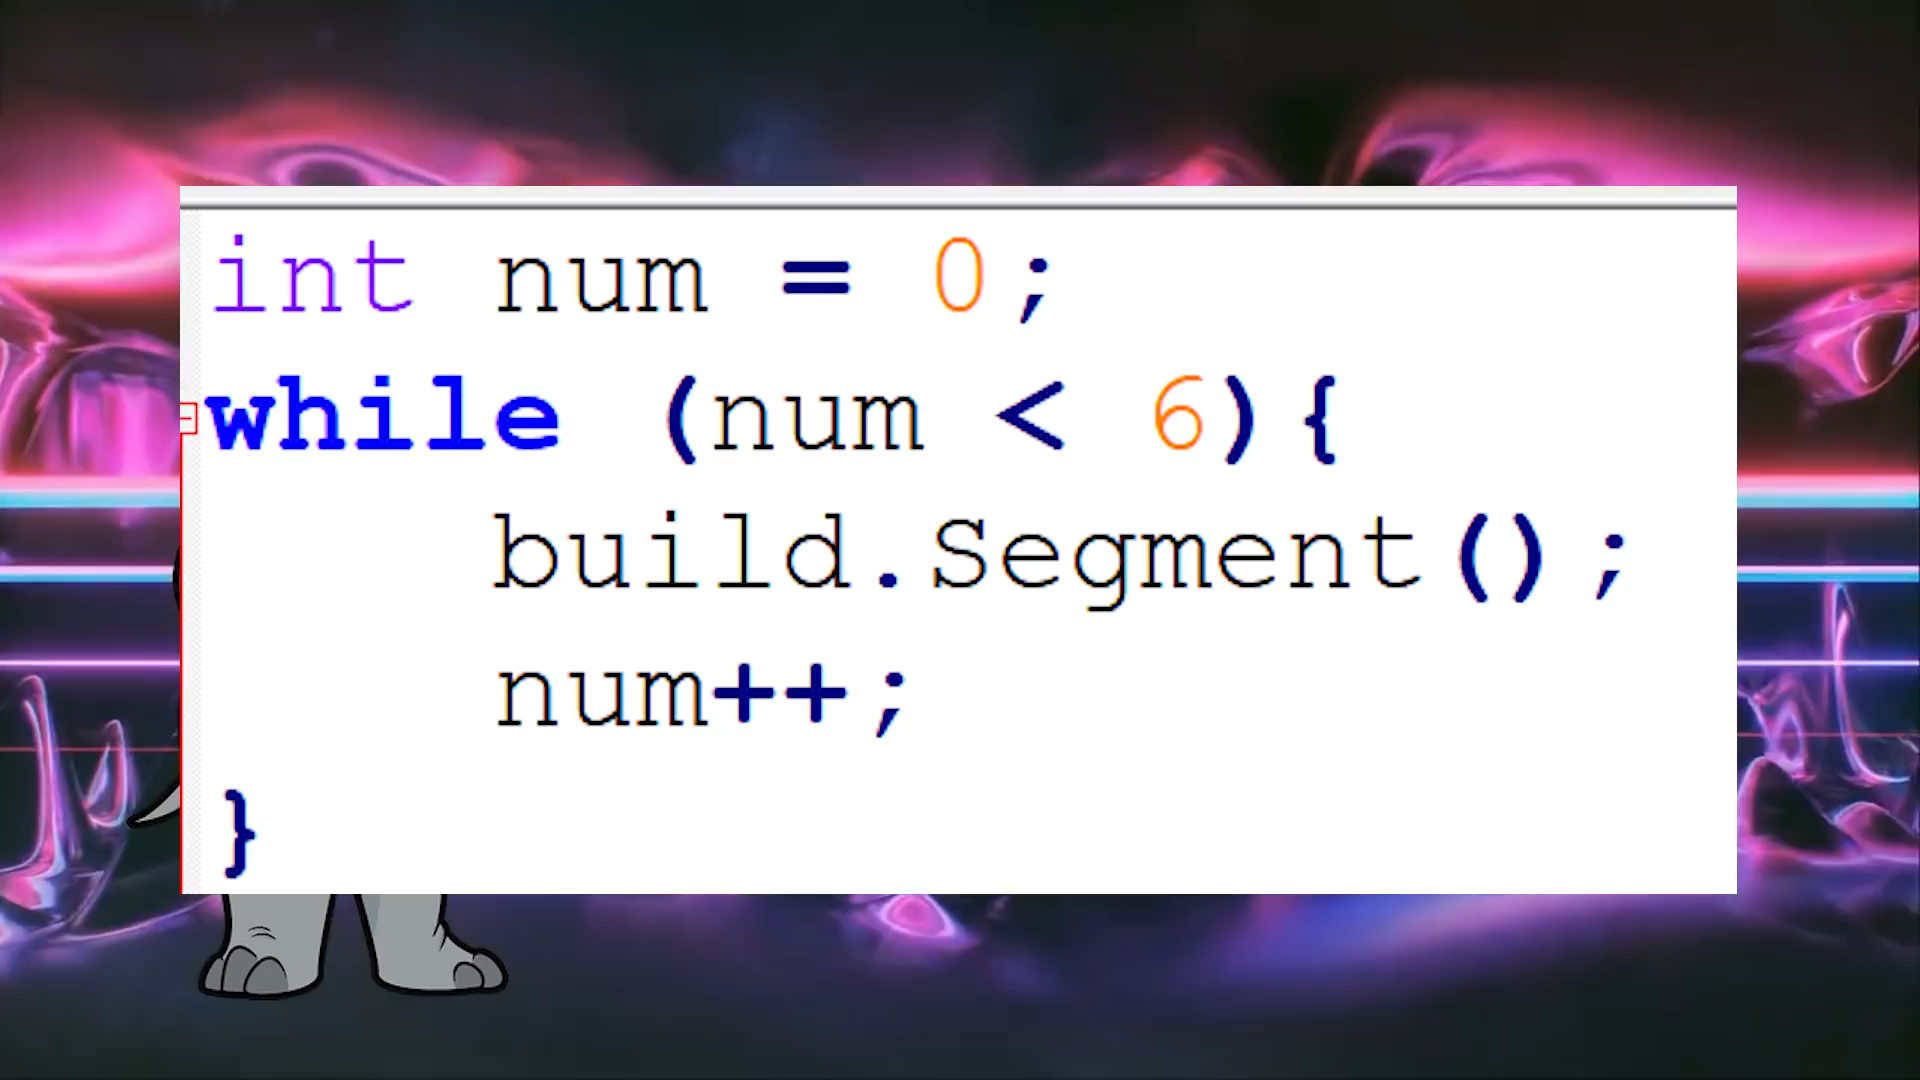 int num = 0;
while (num < 6){
build.Segment();
num++;
}